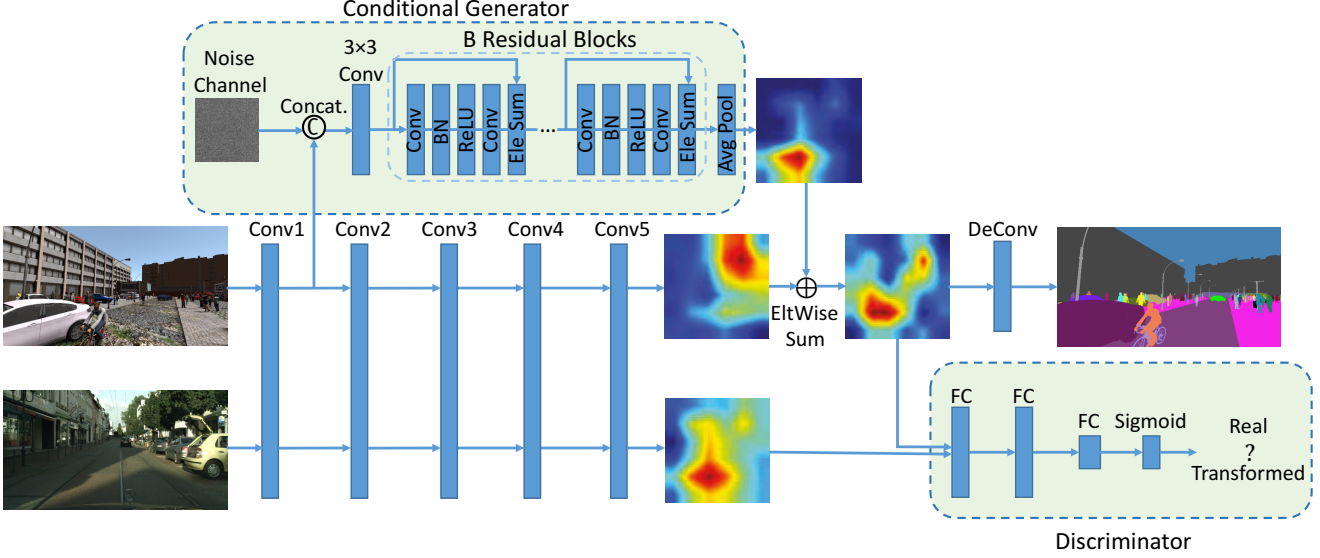 Conditional Generator
B Residual Blocks
Noise
Channel
Concat.
C
3×3
Conv
Conv
BN
ReLU
Conv
Ele Sum
...
Conv
BN
ReLU
Conv
Ele Sum
Avg Pool
Conv1
Conv2
Conv3
Conv4
Conv5
EltWise
Sum
DeConv
FC
FC
FC
Sigmoid
Real
?
Transformed
Discriminator